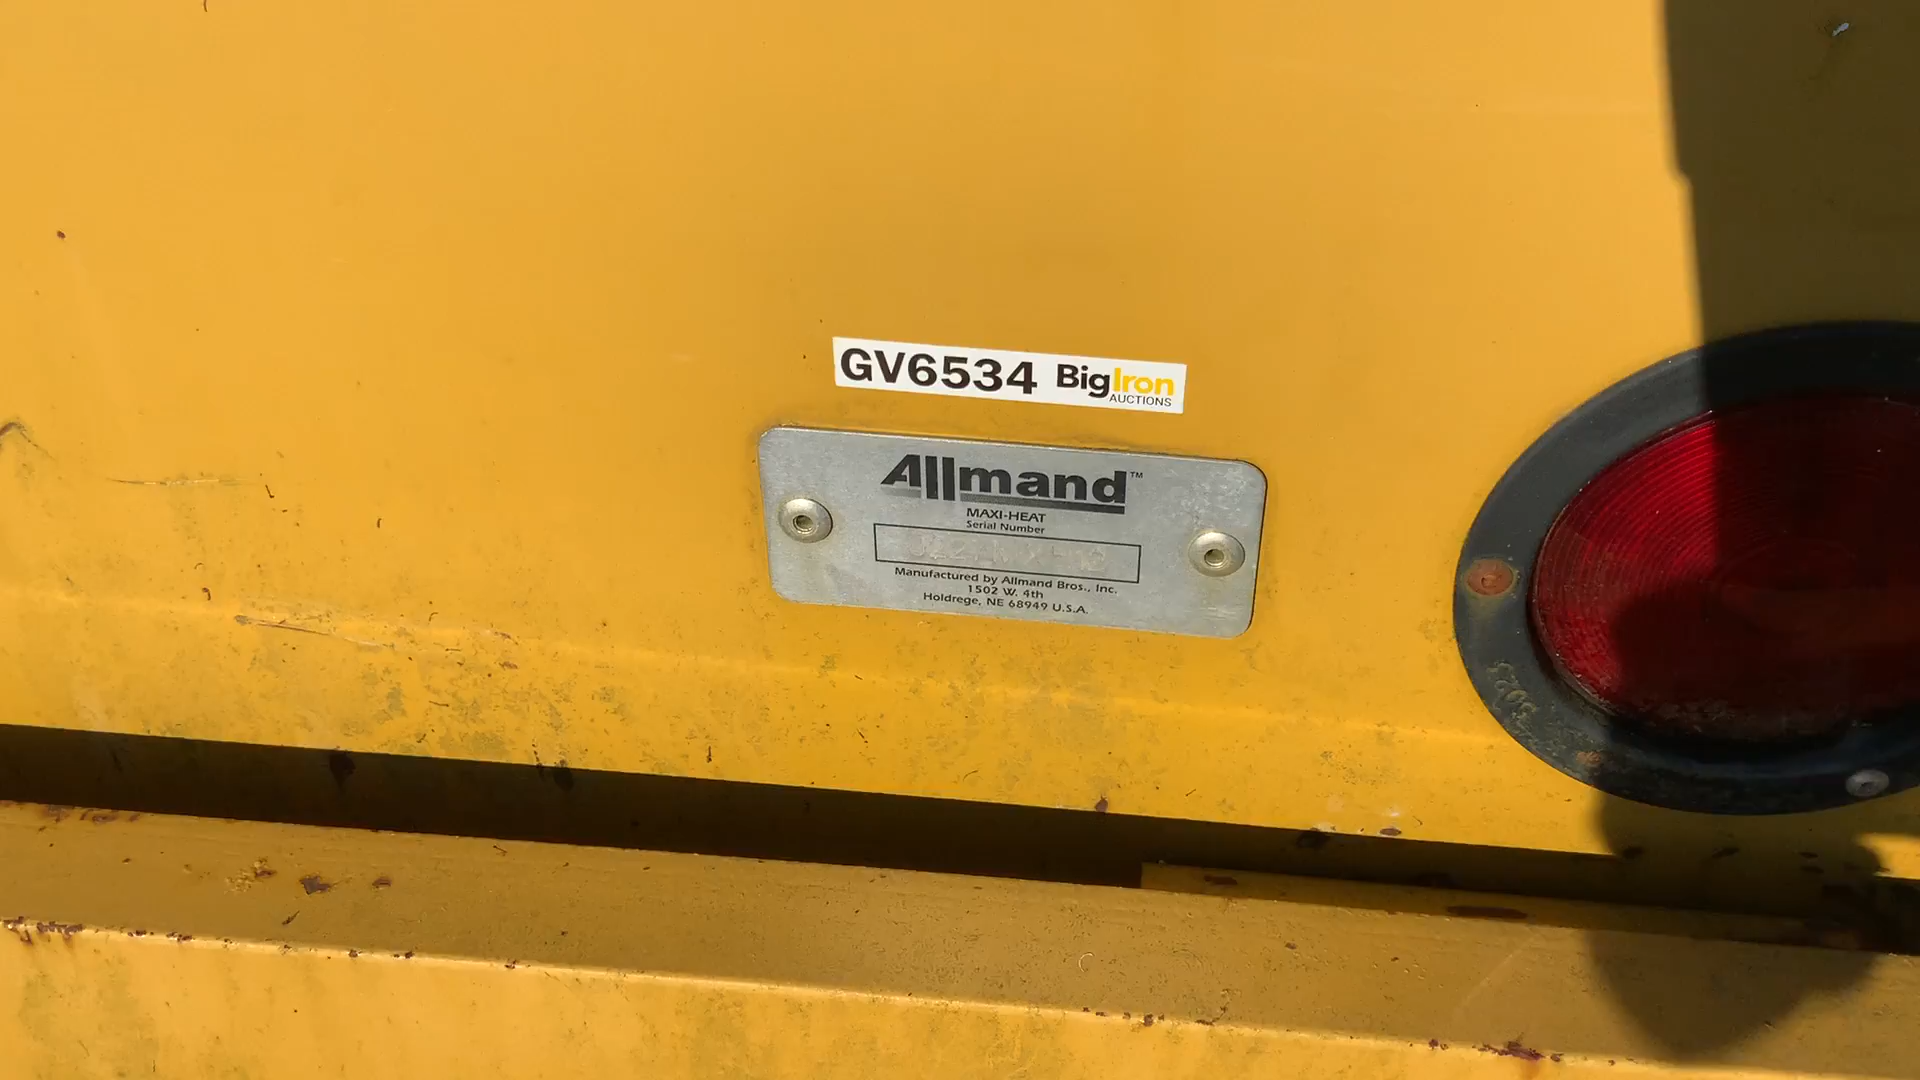 GV6534 BigIron
AUCTIONS
Allmand™
MAXI-HEAT
Serial Number
Manufactured by Allmand Bros., Inc.
1502 W. 4th
Holdrege, NE 68949 U.S.A.